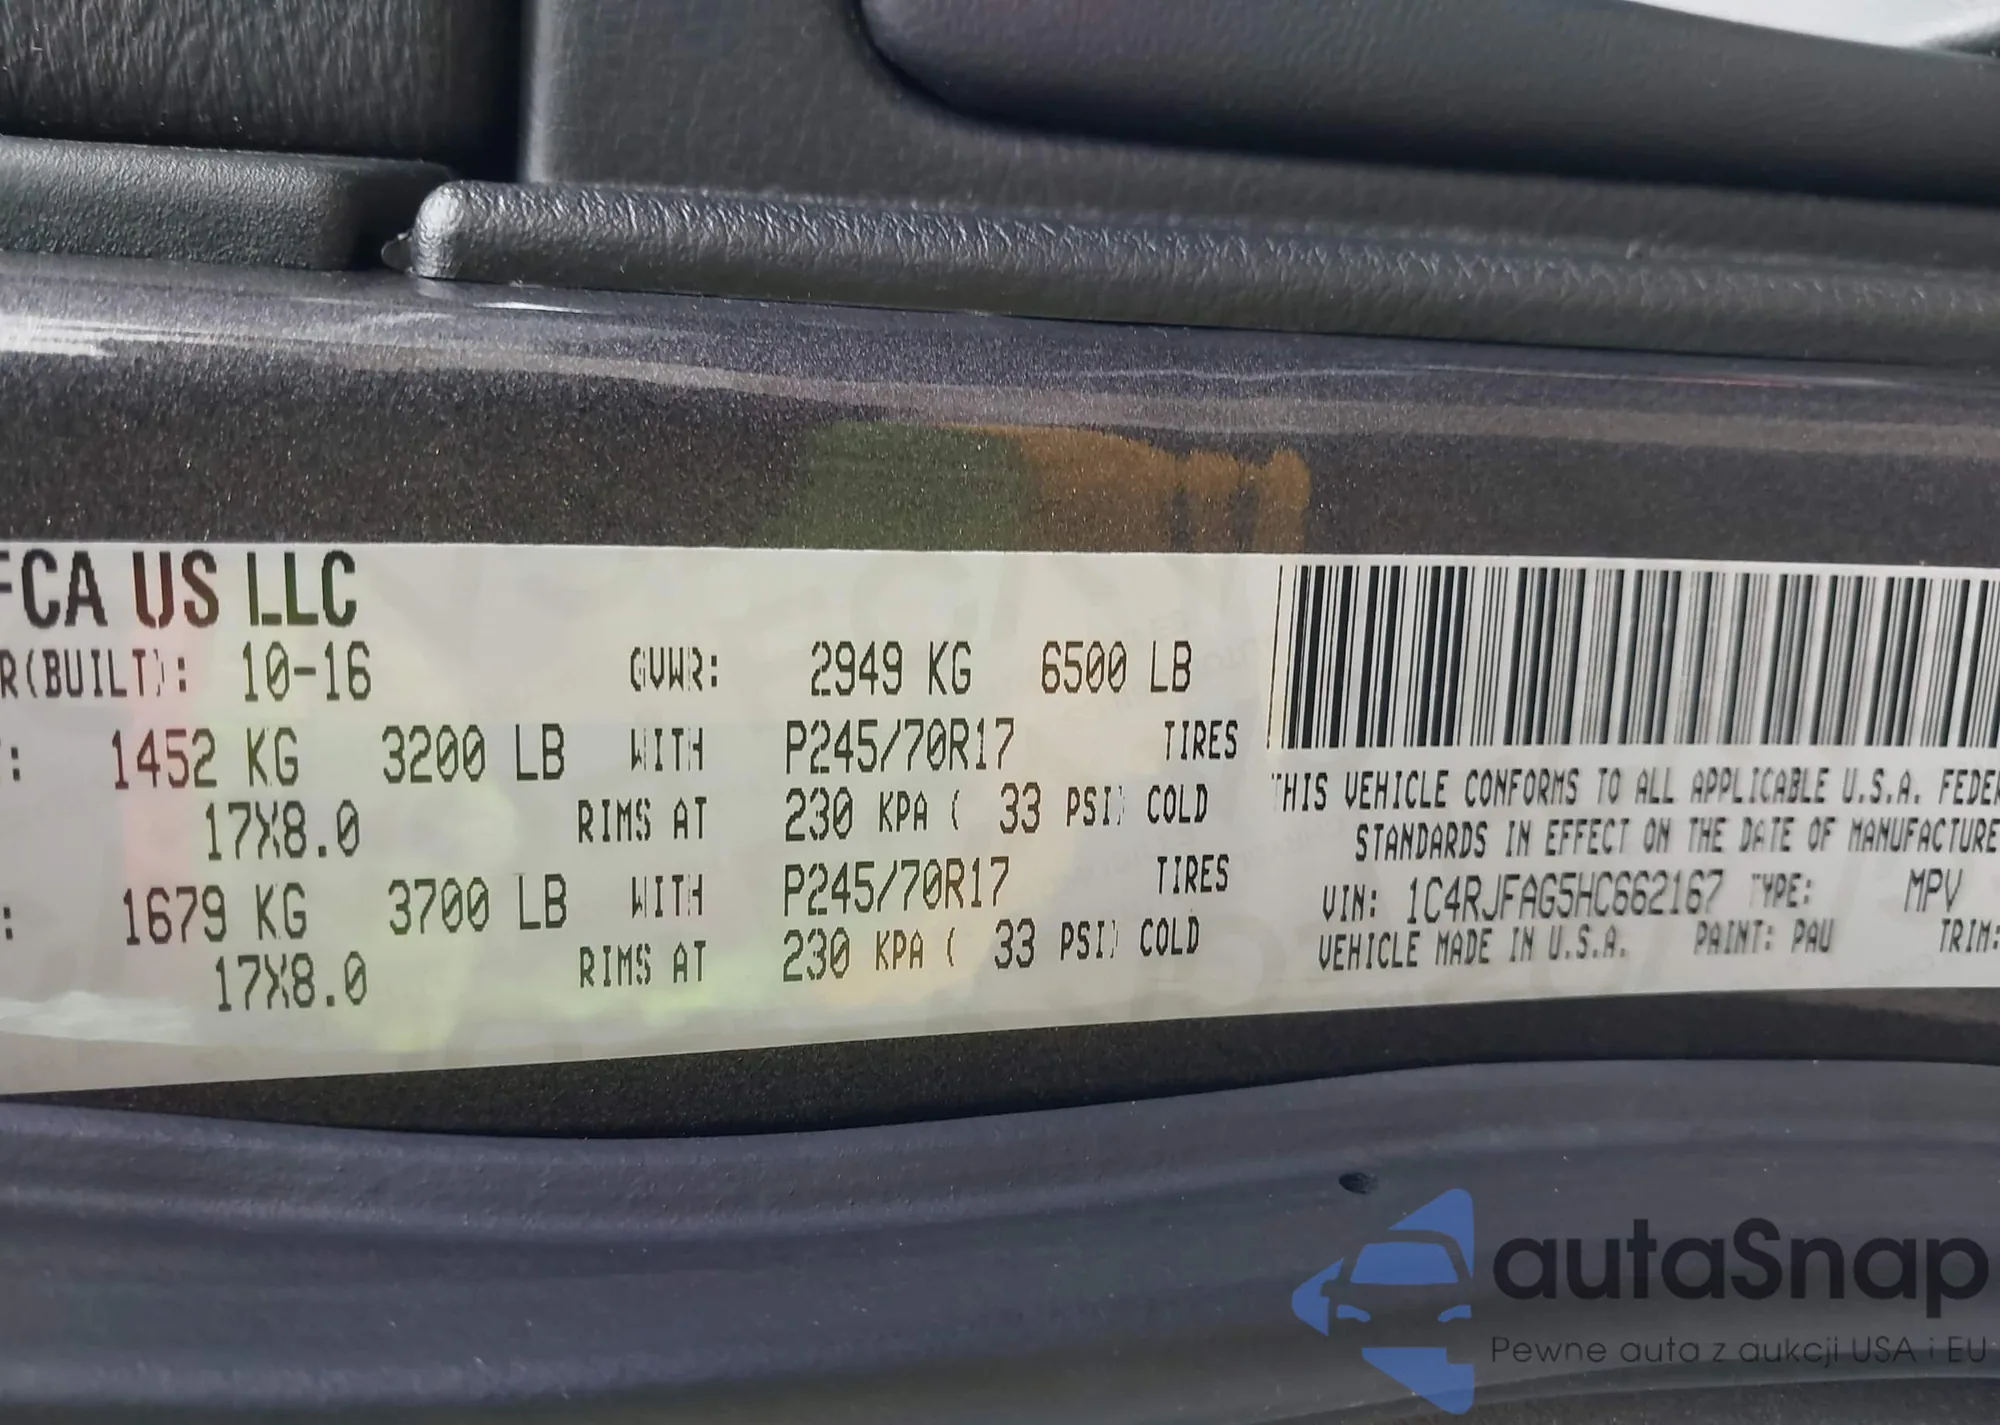 FCA US LLC
R(BUILT): 10-16 GVWR: 2949 KG 6500 LB
: 1452 KG 3200 LB WITH P245/70R17 TIRES
17X8.0 RIMS AT 230 KPA ( 33 PSI) COLD
: 1679 KG 3700 LB WITH P245/70R17 TIRES
17X8.0 RIMS AT 230 KPA ( 33 PSI) COLD
THIS VEHICLE CONFORMS TO ALL APPLICABLE U.S.A. FEDER
STANDARDS IN EFFECT ON THE DATE OF MANUFACTURE
VIN: 1C4RJFAG5HC662167 TYPE: MPV
VEHICLE MADE IN U.S.A. PAINT: PAU TRIM:
autaSnap
Pewne auta z aukcji USA i EU